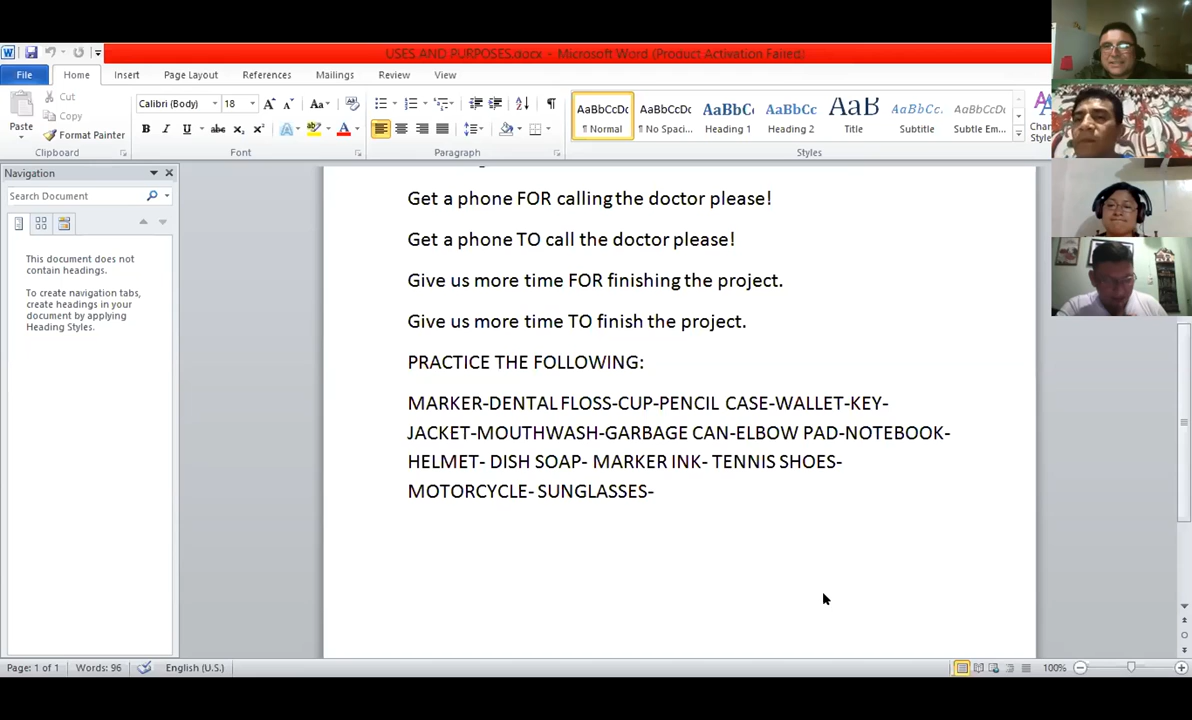 USES AND PURPOSES.docx - Microsoft Word (Product Activation Failed)
File Home Insert Page Layout References Mailings Review View
Paste
Cut
Copy
Format Painter
Clipboard
Calibri (Body) 18
Font
Paragraph
AaBbCcDc AaBbCcDc AaBbC AaBbCc AaB AaBbCcI AaBbCcDc
¶ Normal ¶ No Spaci... Heading 1 Heading 2 Title Subtitle Subtle Em...
Styles
Navigation
Search Document
This document does not
contain headings.
To create navigation tabs,
create headings in your
document by applying
Heading Styles.
Get a phone FOR calling the doctor please!
Get a phone TO call the doctor please!
Give us more time FOR finishing the project.
Give us more time TO finish the project.
PRACTICE THE FOLLOWING:
MARKER-DENTAL FLOSS-CUP-PENCIL CASE-WALLET-KEY-
JACKET-MOUTHWASH-GARBAGE CAN-ELBOW PAD-NOTEBOOK-
HELMET- DISH SOAP- MARKER INK- TENNIS SHOES-
MOTORCYCLE- SUNGLASSES-
Page: 1 of 1 Words: 96 English (U.S.) 100%